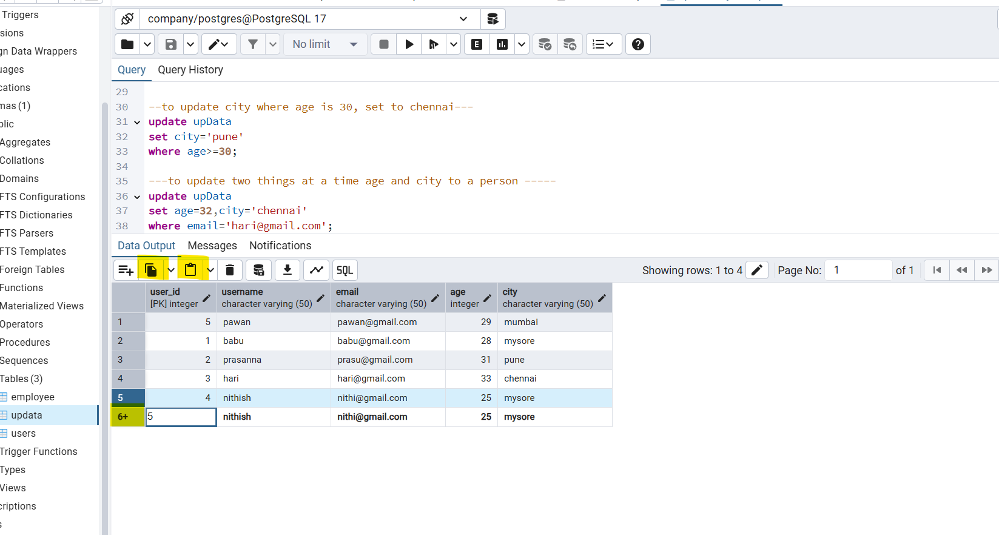 Triggers
sions
gn Data Wrappers
uages
cations
mas (1)
blic
Aggregates
Collations
Domains
FTS Configurations
FTS Dictionaries
FTS Parsers
FTS Templates
Foreign Tables
Functions
Materialized Views
Operators
Procedures
Sequences
Tables (3)
employee
updata
users
Trigger Functions
Types
Views
criptions
s
company/postgres@PostgreSQL 17
No limit
E
Query Query History
29
30 --to update city where age is 30, set to chennai---
31 update upData
32 set city='pune'
33 where age>=30;
34
35 ---to update two things at a time age and city to a person -----
36 update upData
37 set age=32,city='chennai'
38 where email='hari@gmail.com';
Data Output Messages Notifications
SQL Showing rows: 1 to 4 Page No: 1 of 1
user_id username email age city
[PK] integer character varying (50) character varying (50) integer character varying (50)
1 5 pawan pawan@gmail.com 29 mumbai
2 1 babu babu@gmail.com 28 mysore
3 2 prasanna prasu@gmail.com 31 pune
4 3 hari hari@gmail.com 33 chennai
5 4 nithish nithi@gmail.com 25 mysore
6+ 5 nithish nithi@gmail.com 25 mysore